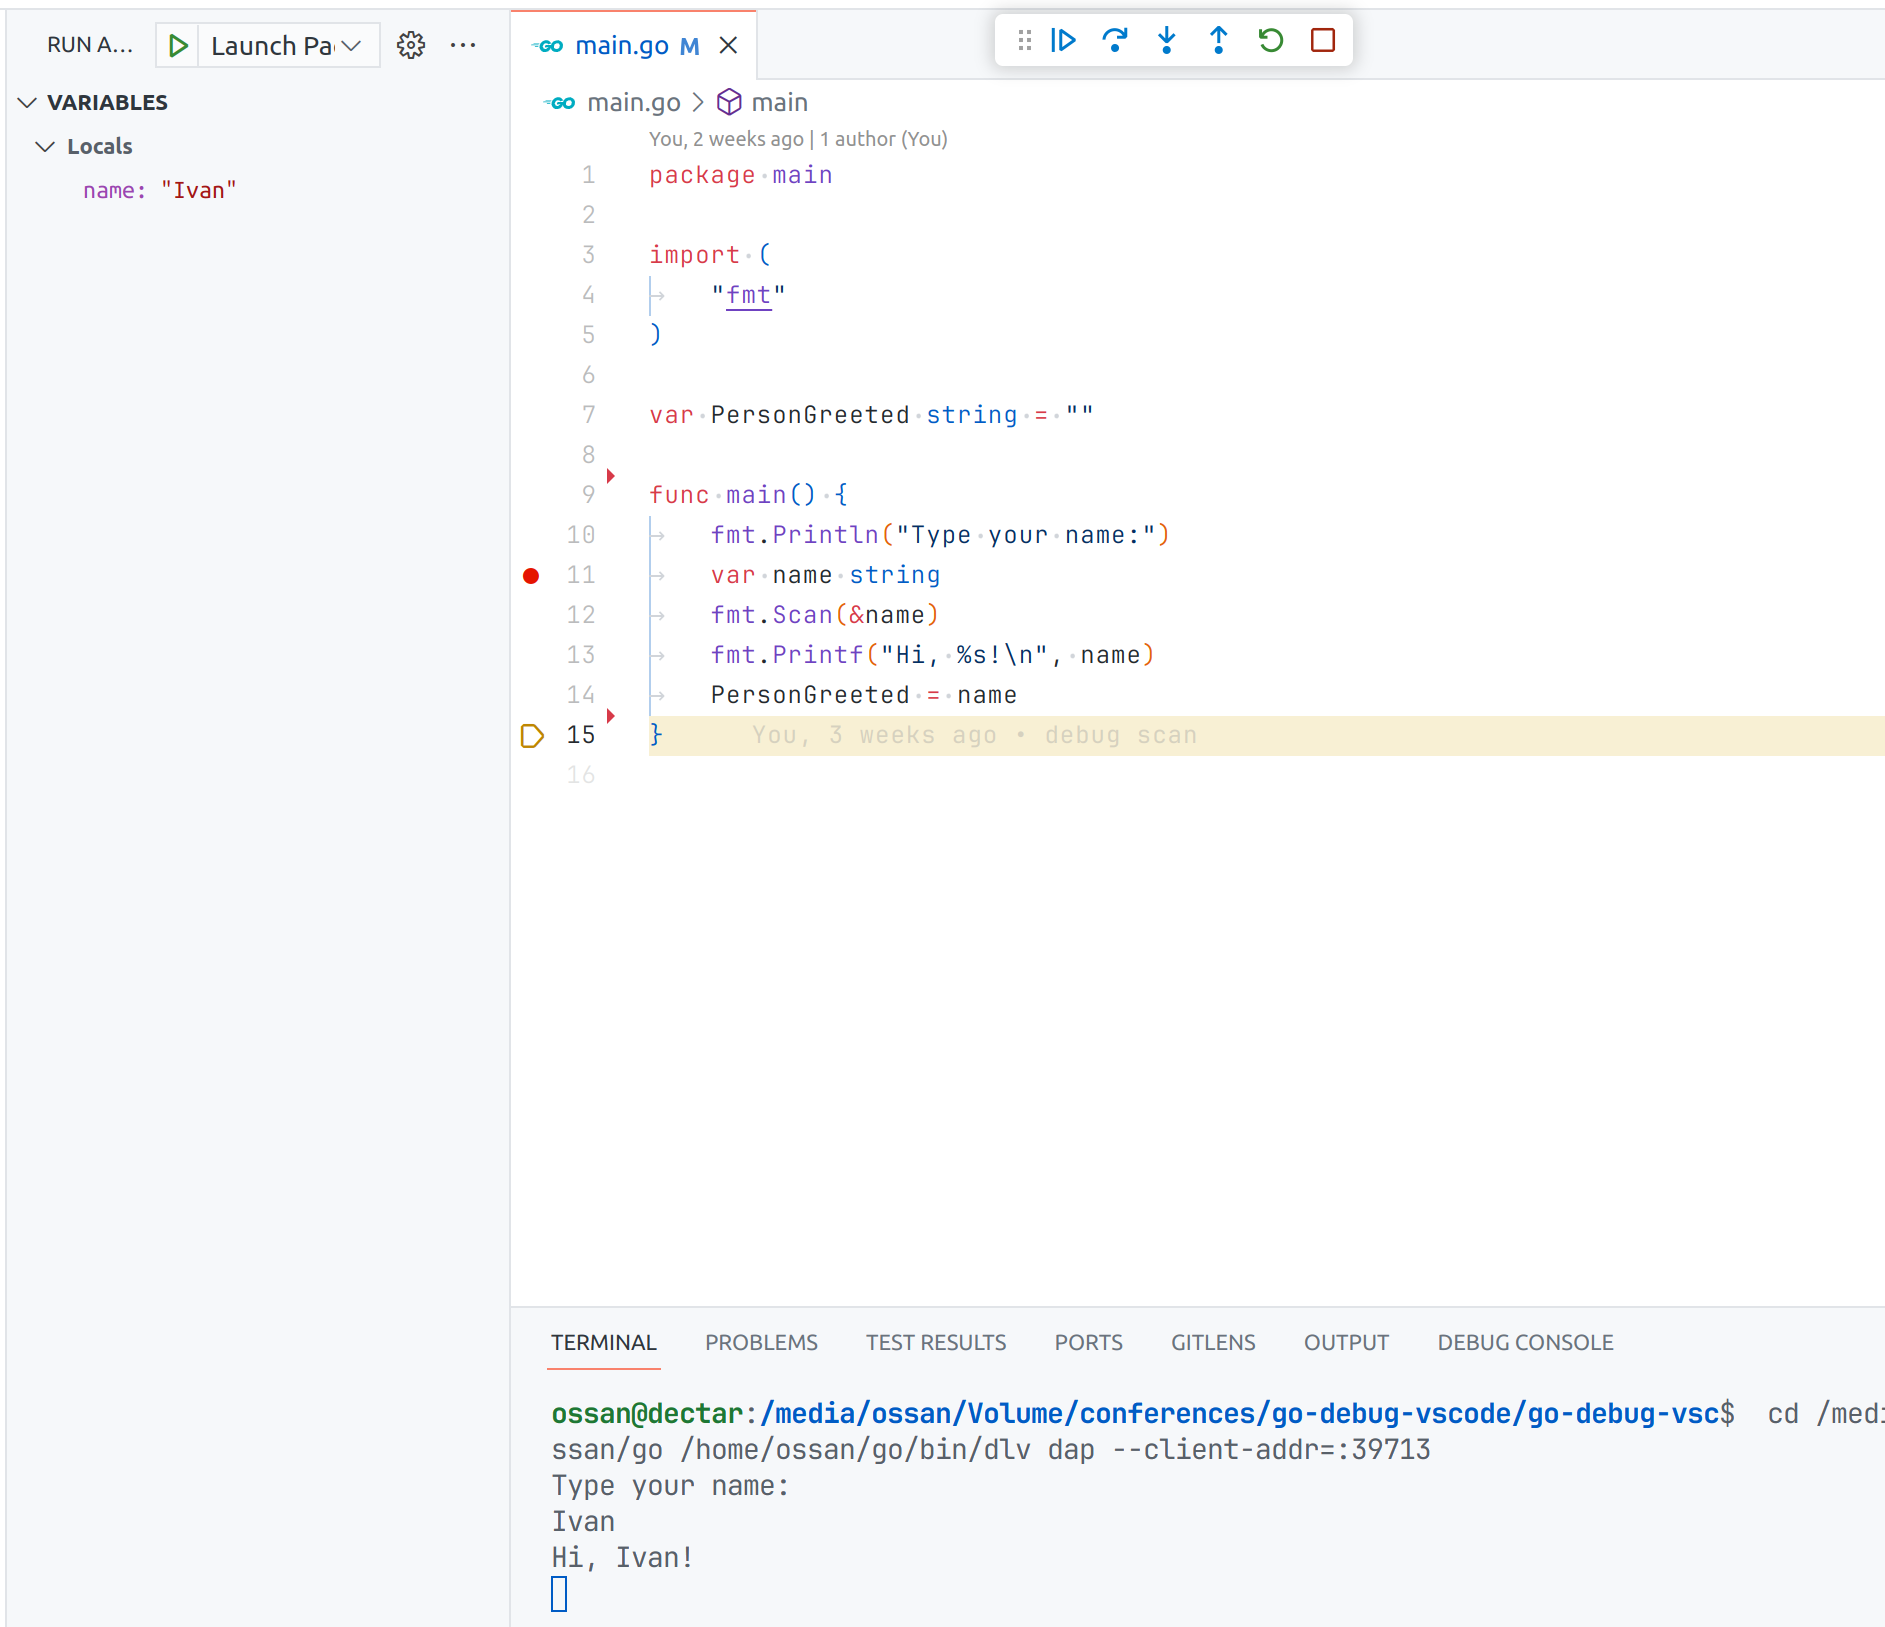 RUN A...
Launch Pa
VARIABLES
Locals
name: "Ivan"
GO main.go M
GO main.go > main
You, 2 weeks ago | 1 author (You)
1 package main
2
3 import (
4 "fmt"
5 )
6
7 var PersonGreeted string = ""
8
9 func main() {
10 fmt.Println("Type your name:")
11 var name string
12 fmt.Scan(&name)
13 fmt.Printf("Hi, %s!\n", name)
14 PersonGreeted = name
15 } You, 3 weeks ago • debug scan
16
TERMINAL PROBLEMS TEST RESULTS PORTS GITLENS OUTPUT DEBUG CONSOLE
ossan@dectar:/media/ossan/Volume/conferences/go-debug-vscode/go-debug-vsc$ cd /medi
ssan/go /home/ossan/go/bin/dlv dap --client-addr=:39713
Type your name:
Ivan
Hi, Ivan!